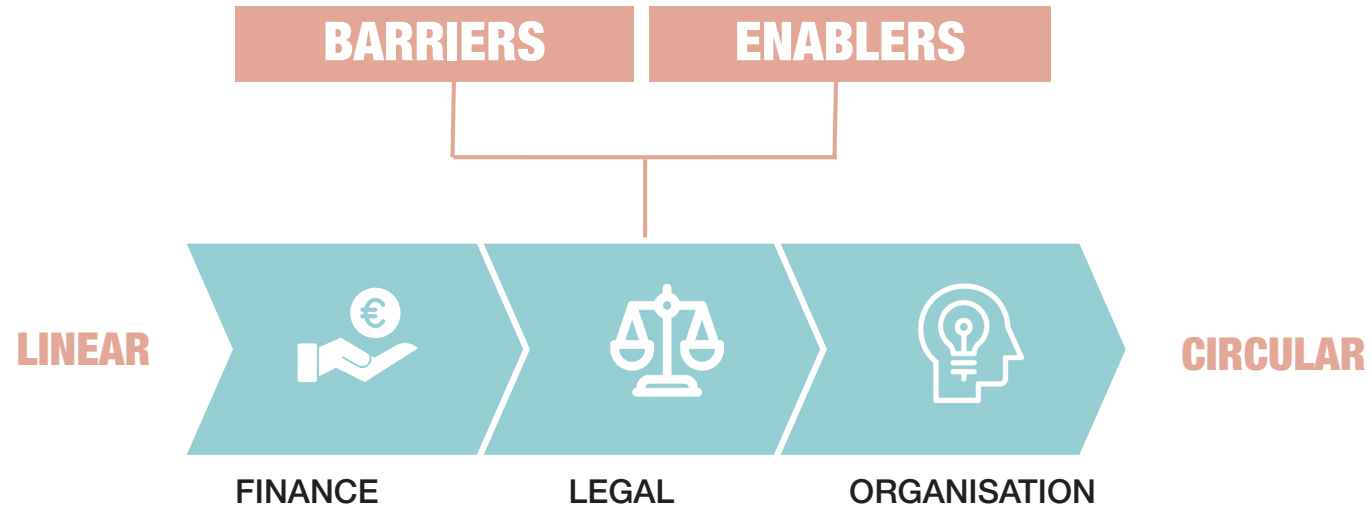 BARRIERS
ENABLERS
LINEAR
€
CIRCULAR
FINANCE
LEGAL
ORGANISATION